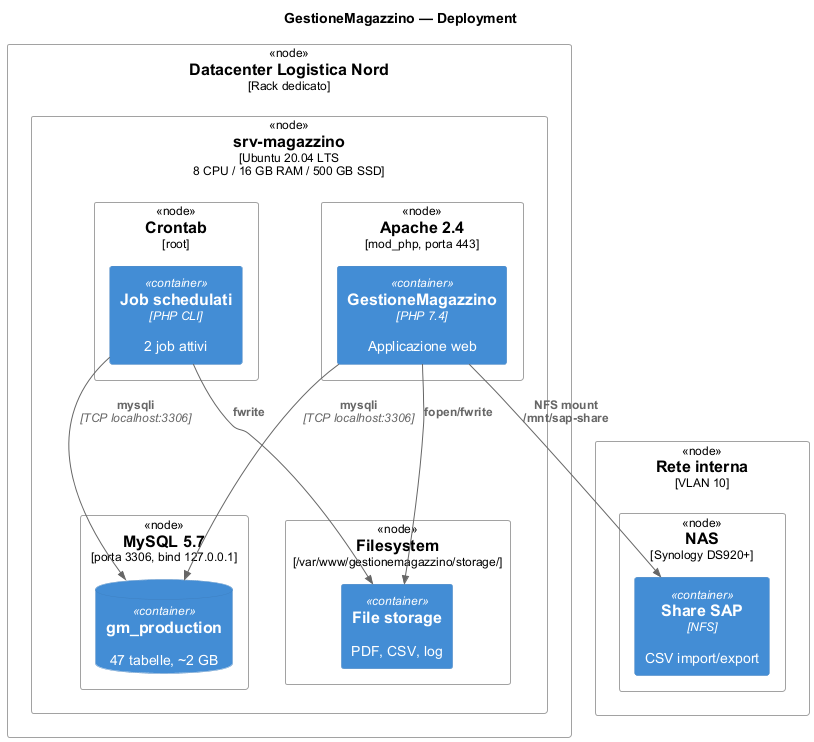 GestioneMagazzino — Deployment
«node»
Datacenter Logistica Nord
[Rack dedicato]
«node»
srv-magazzino
[Ubuntu 20.04 LTS
8 CPU / 16 GB RAM / 500 GB SSD]
«node»
Crontab
[root]
«container»
Job schedulati
[PHP CLI]
2 job attivi
«node»
Apache 2.4
[mod_php, porta 443]
«container»
GestioneMagazzino
[PHP 7.4]
Applicazione web
mysqli
[TCP localhost:3306]
fwrite
mysqli
[TCP localhost:3306]
fopen/fwrite
NFS mount
/mnt/sap-share
«node»
MySQL 5.7
[porta 3306, bind 127.0.0.1]
«container»
gm_production
47 tabelle, ~2 GB
«node»
Filesystem
[/var/www/gestionemagazzino/storage/]
«container»
File storage
PDF, CSV, log
«node»
Rete interna
[VLAN 10]
«node»
NAS
[Synology DS920+]
«container»
Share SAP
[NFS]
CSV import/export